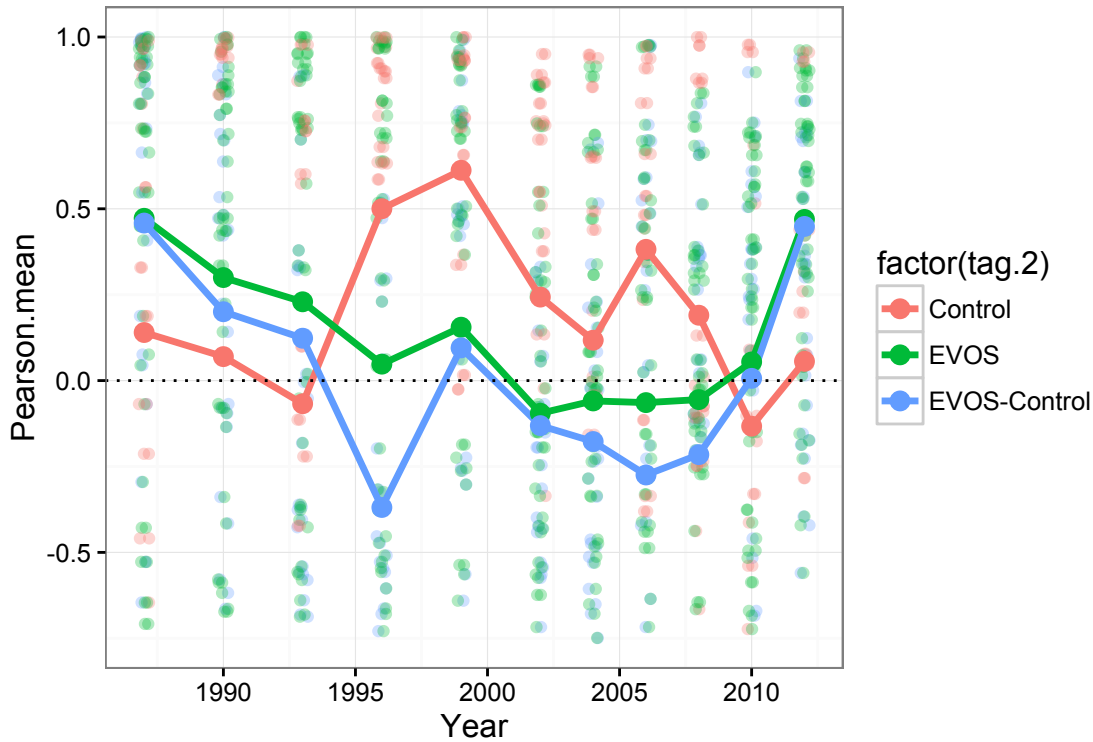 1.0
0.5
0.0
-0.5
Pearson.mean
1990 1995 2000 2005 2010
Year
factor(tag.2)
Control
EVOS
EVOS-Control